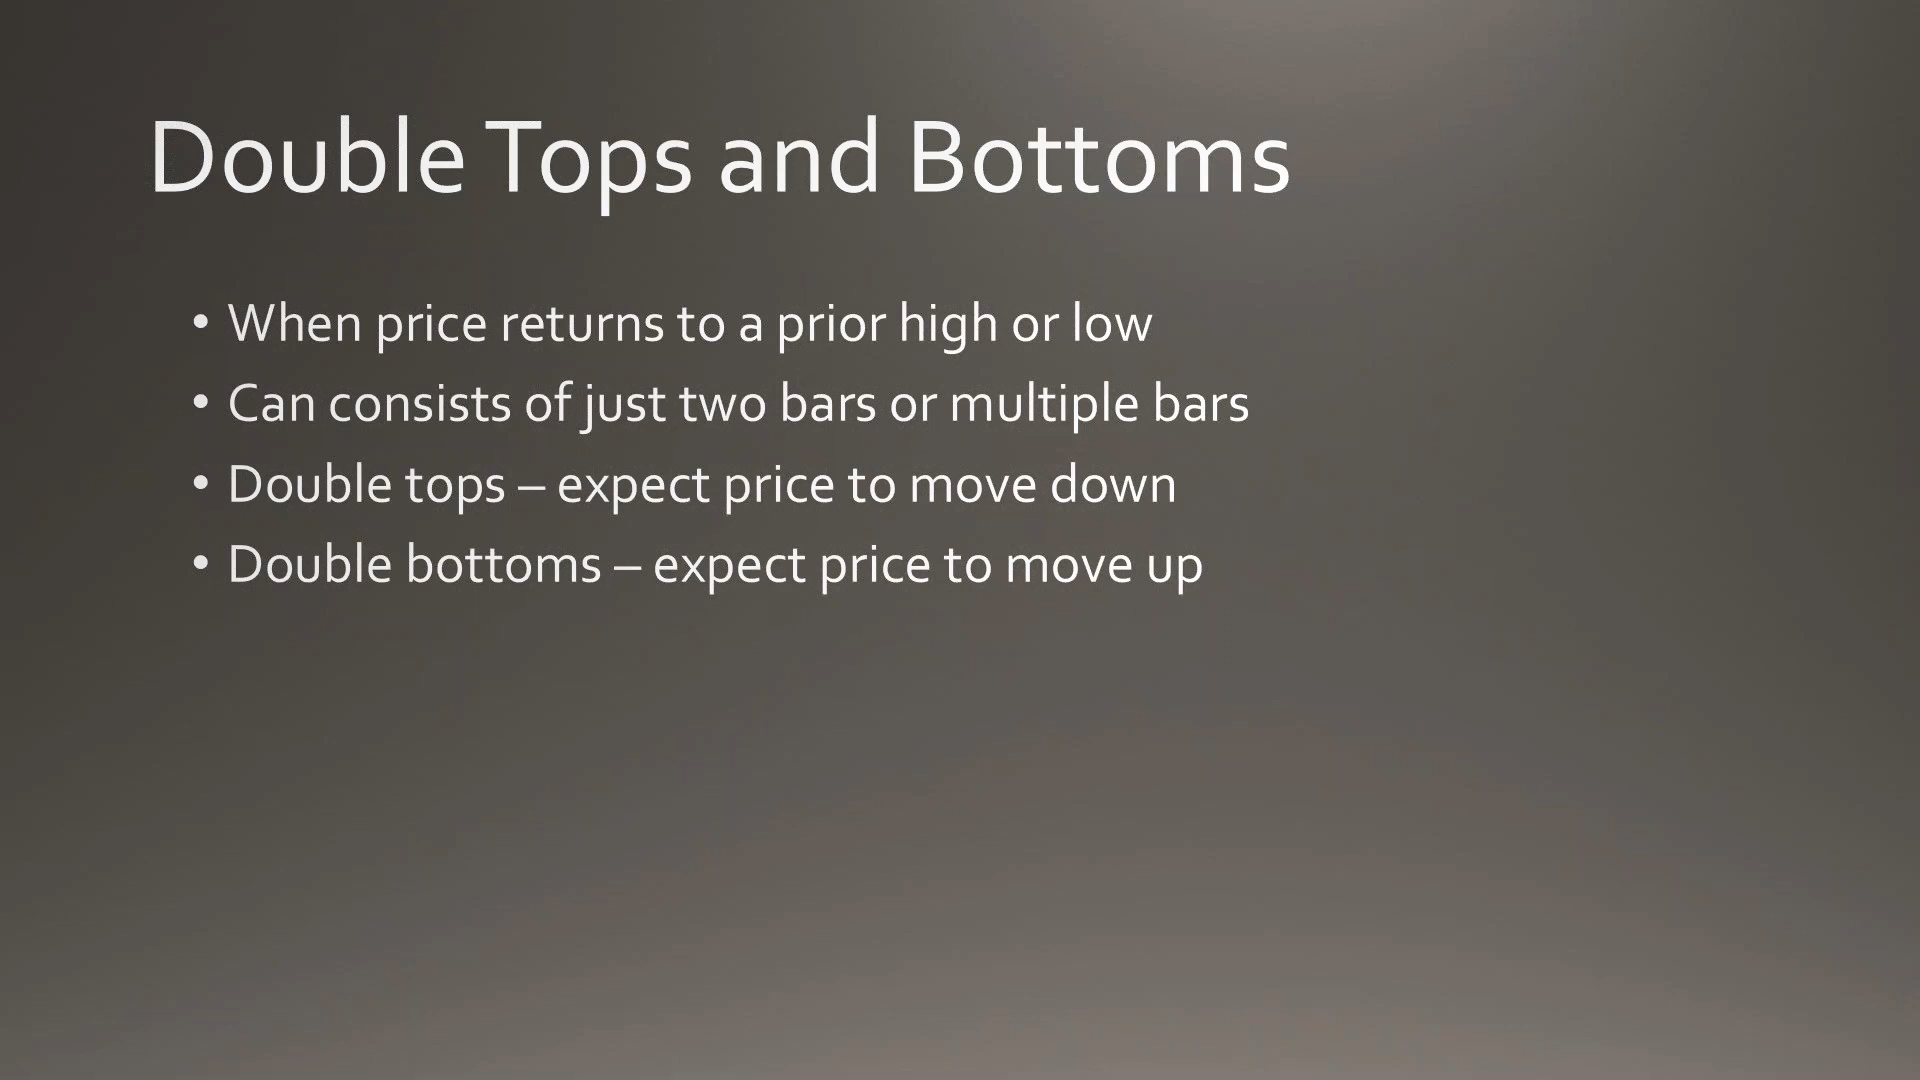 Double Tops and Bottoms
• When price returns to a prior high or low
• Can consists of just two bars or multiple bars
• Double tops – expect price to move down
• Double bottoms – expect price to move up